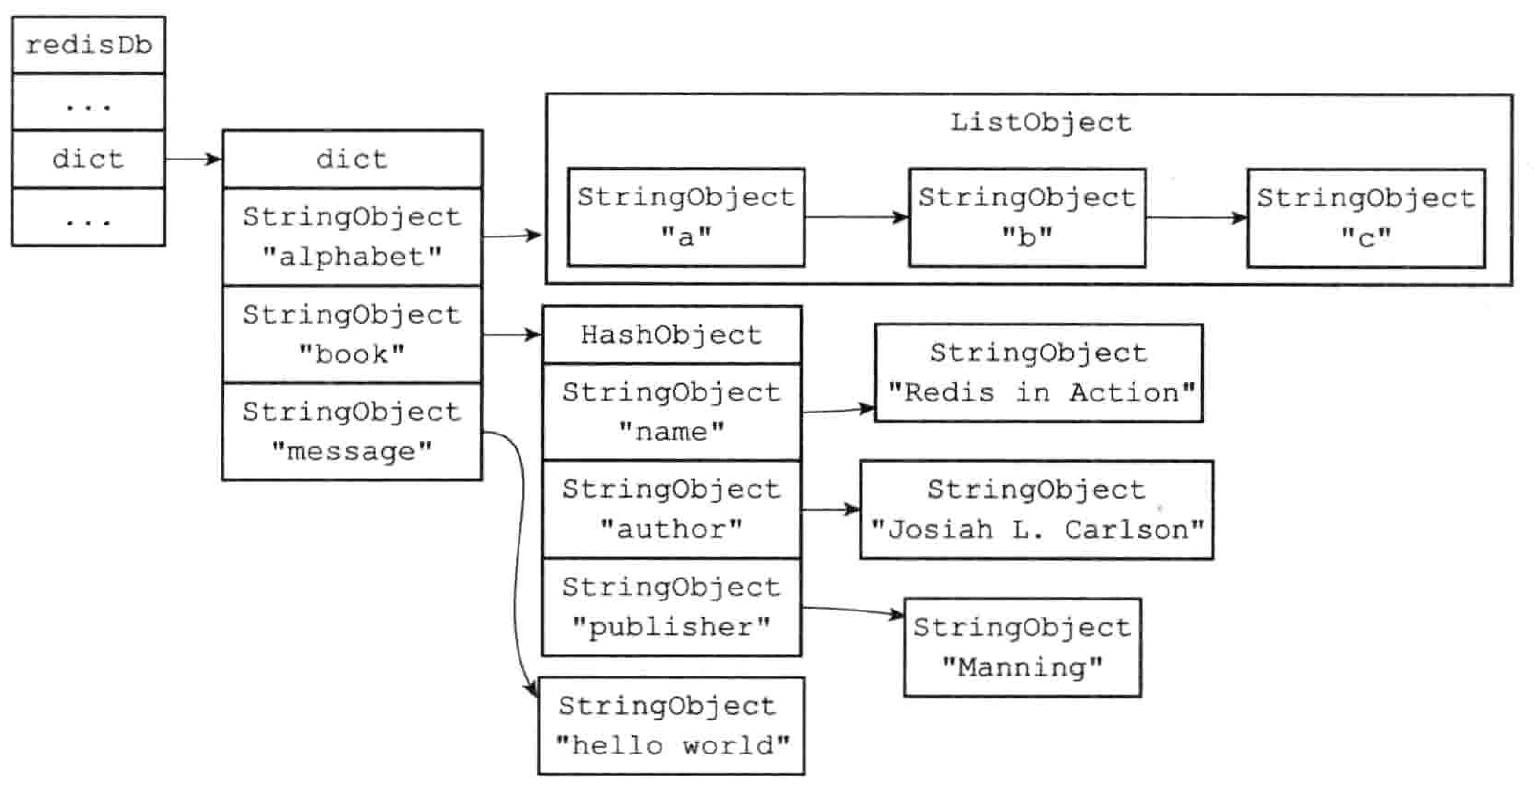 redisDb
...
dict
...
dict
StringObject
"alphabet"
StringObject
"book"
StringObject
"message"
ListObject
StringObject
"a"
StringObject
"b"
StringObject
"c"
HashObject
StringObject
"name"
StringObject
"author"
StringObject
"publisher"
StringObject
"Redis in Action"
StringObject
"Josiah L. Carlson"
StringObject
"Manning"
StringObject
"hello world"